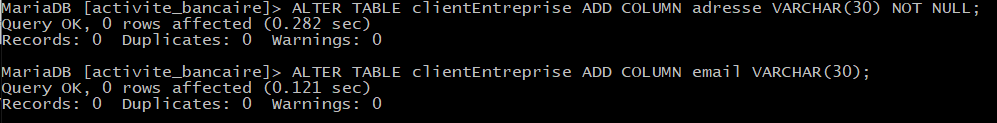 MariaDB [activite_bancaire]> ALTER TABLE clientEntreprise ADD COLUMN adresse VARCHAR(30) NOT NULL;
Query OK, 0 rows affected (0.282 sec)
Records: 0  Duplicates: 0  Warnings: 0

MariaDB [activite_bancaire]> ALTER TABLE clientEntreprise ADD COLUMN email VARCHAR(30);
Query OK, 0 rows affected (0.121 sec)
Records: 0  Duplicates: 0  Warnings: 0